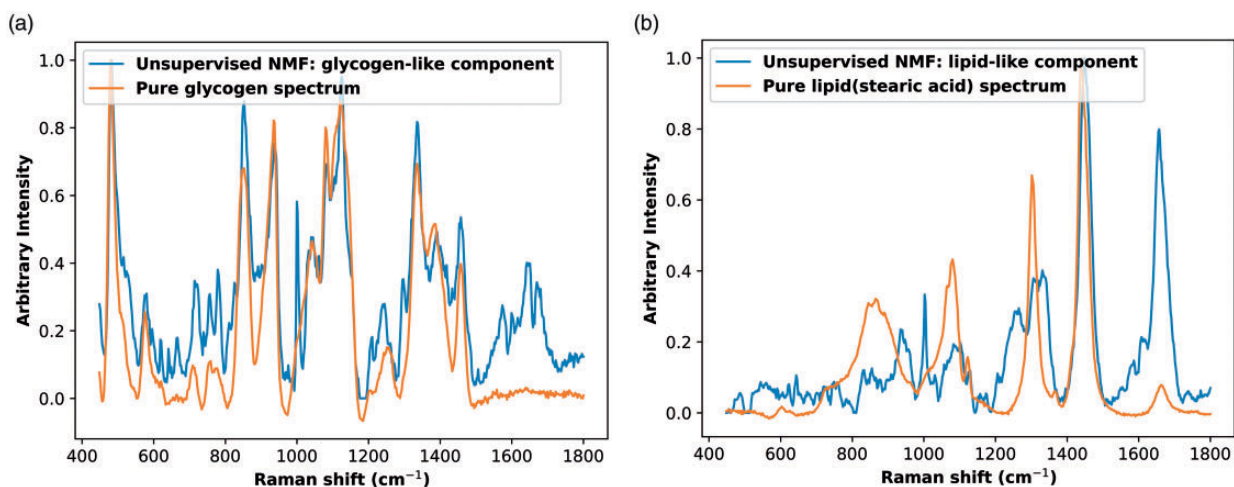 (a)
Unsupervised NMF: glycogen-like component
Pure glycogen spectrum
Arbitrary Intensity
1.0
0.8
0.6
0.4
0.2
0.0
400 600 800 1000 1200 1400 1600 1800
Raman shift (cm⁻¹)
(b)
Unsupervised NMF: lipid-like component
Pure lipid(stearic acid) spectrum
Arbitrary Intensity
1.0
0.8
0.6
0.4
0.2
0.0
400 600 800 1000 1200 1400 1600 1800
Raman shift (cm⁻¹)